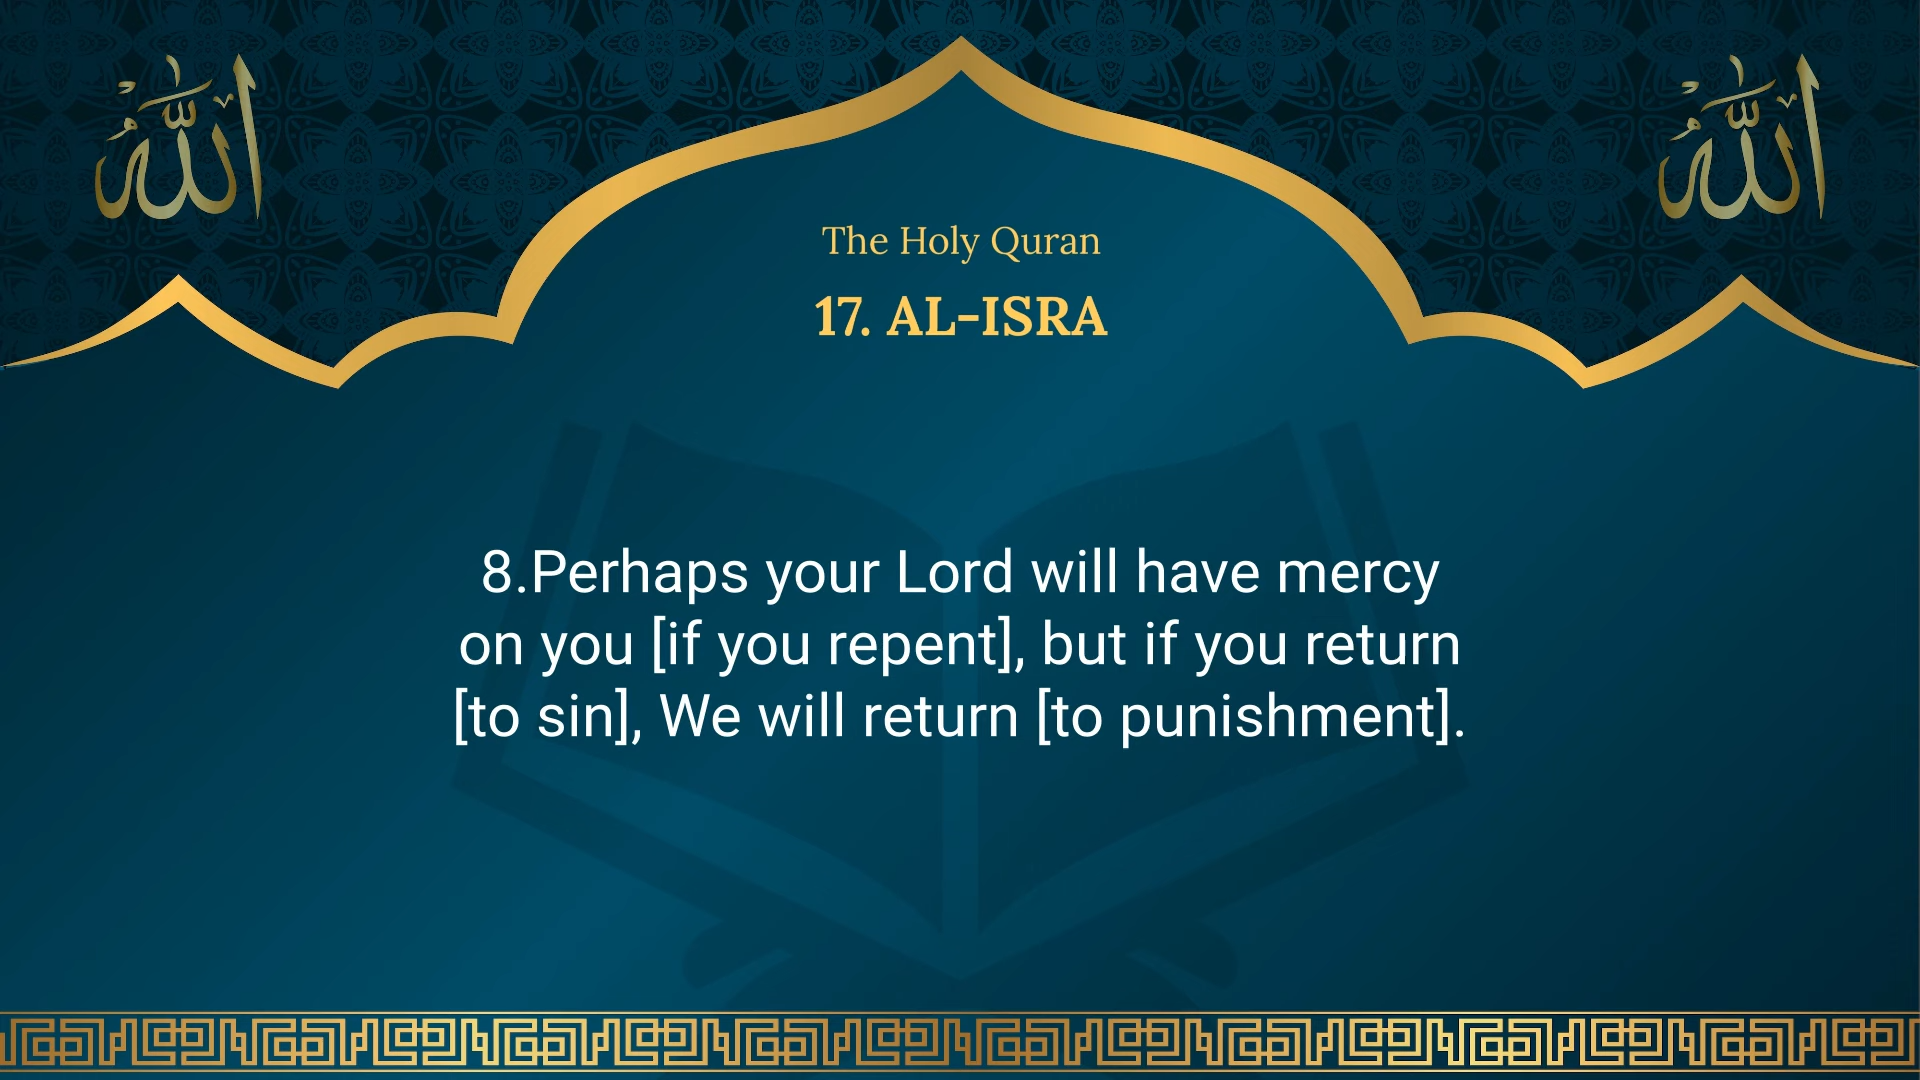 الله
الله
The Holy Quran
17. AL-ISRA
8.Perhaps your Lord will have mercy
on you [if you repent], but if you return
[to sin], We will return [to punishment].